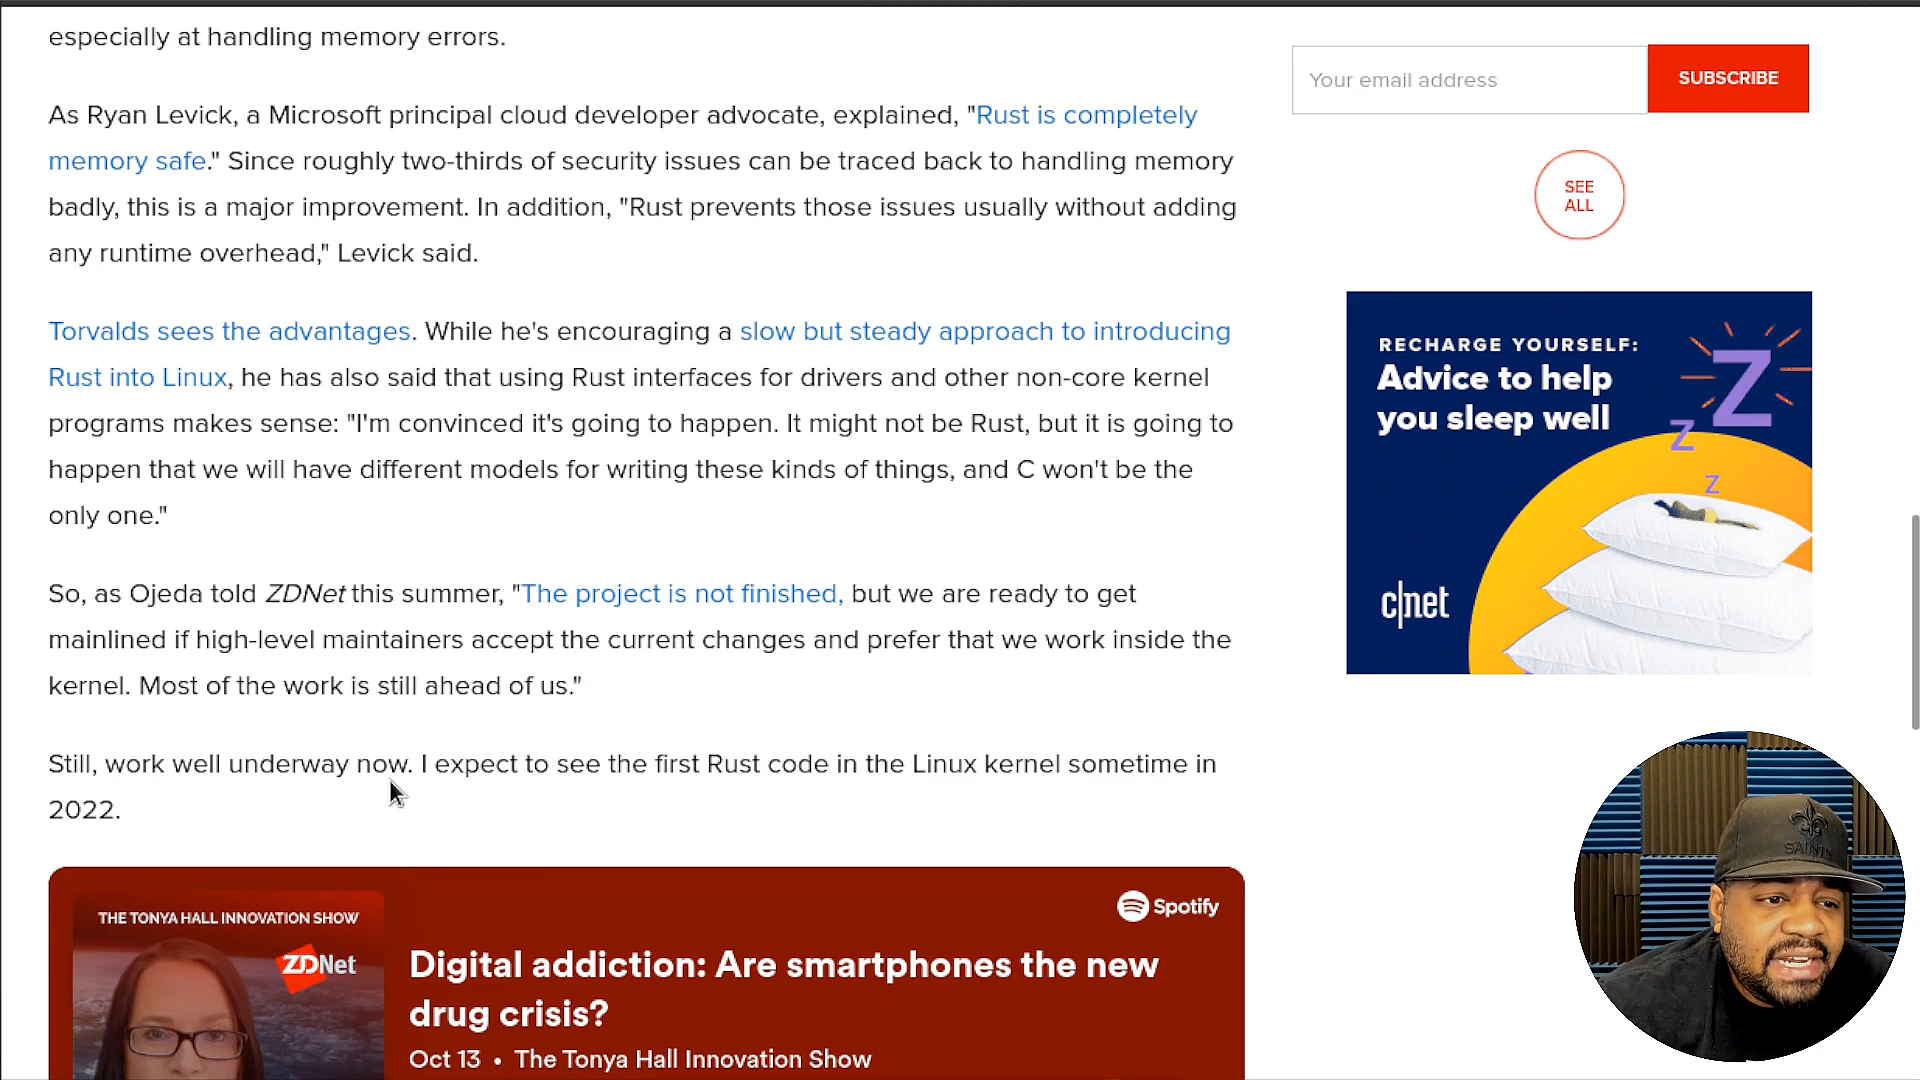 especially at handling memory errors.
As Ryan Levick, a Microsoft principal cloud developer advocate, explained, "Rust is completely
memory safe." Since roughly two-thirds of security issues can be traced back to handling memory
badly, this is a major improvement. In addition, "Rust prevents those issues usually without adding
any runtime overhead," Levick said.
Torvalds sees the advantages. While he's encouraging a slow but steady approach to introducing
Rust into Linux, he has also said that using Rust interfaces for drivers and other non-core kernel
programs makes sense: "I'm convinced it's going to happen. It might not be Rust, but it is going to
happen that we will have different models for writing these kinds of things, and C won't be the
only one."
So, as Ojeda told ZDNet this summer, "The project is not finished, but we are ready to get
mainlined if high-level maintainers accept the current changes and prefer that we work inside the
kernel. Most of the work is still ahead of us."
Still, work well underway now. I expect to see the first Rust code in the Linux kernel sometime in
2022.
THE TONYA HALL INNOVATION SHOW
ZDNet
Spotify
Digital addiction: Are smartphones the new
drug crisis?
Oct 13 • The Tonya Hall Innovation Show
Your email address
SUBSCRIBE
SEE
ALL
RECHARGE YOURSELF:
Advice to help
you sleep well
Z
Z
Z
c|net
SAINTS